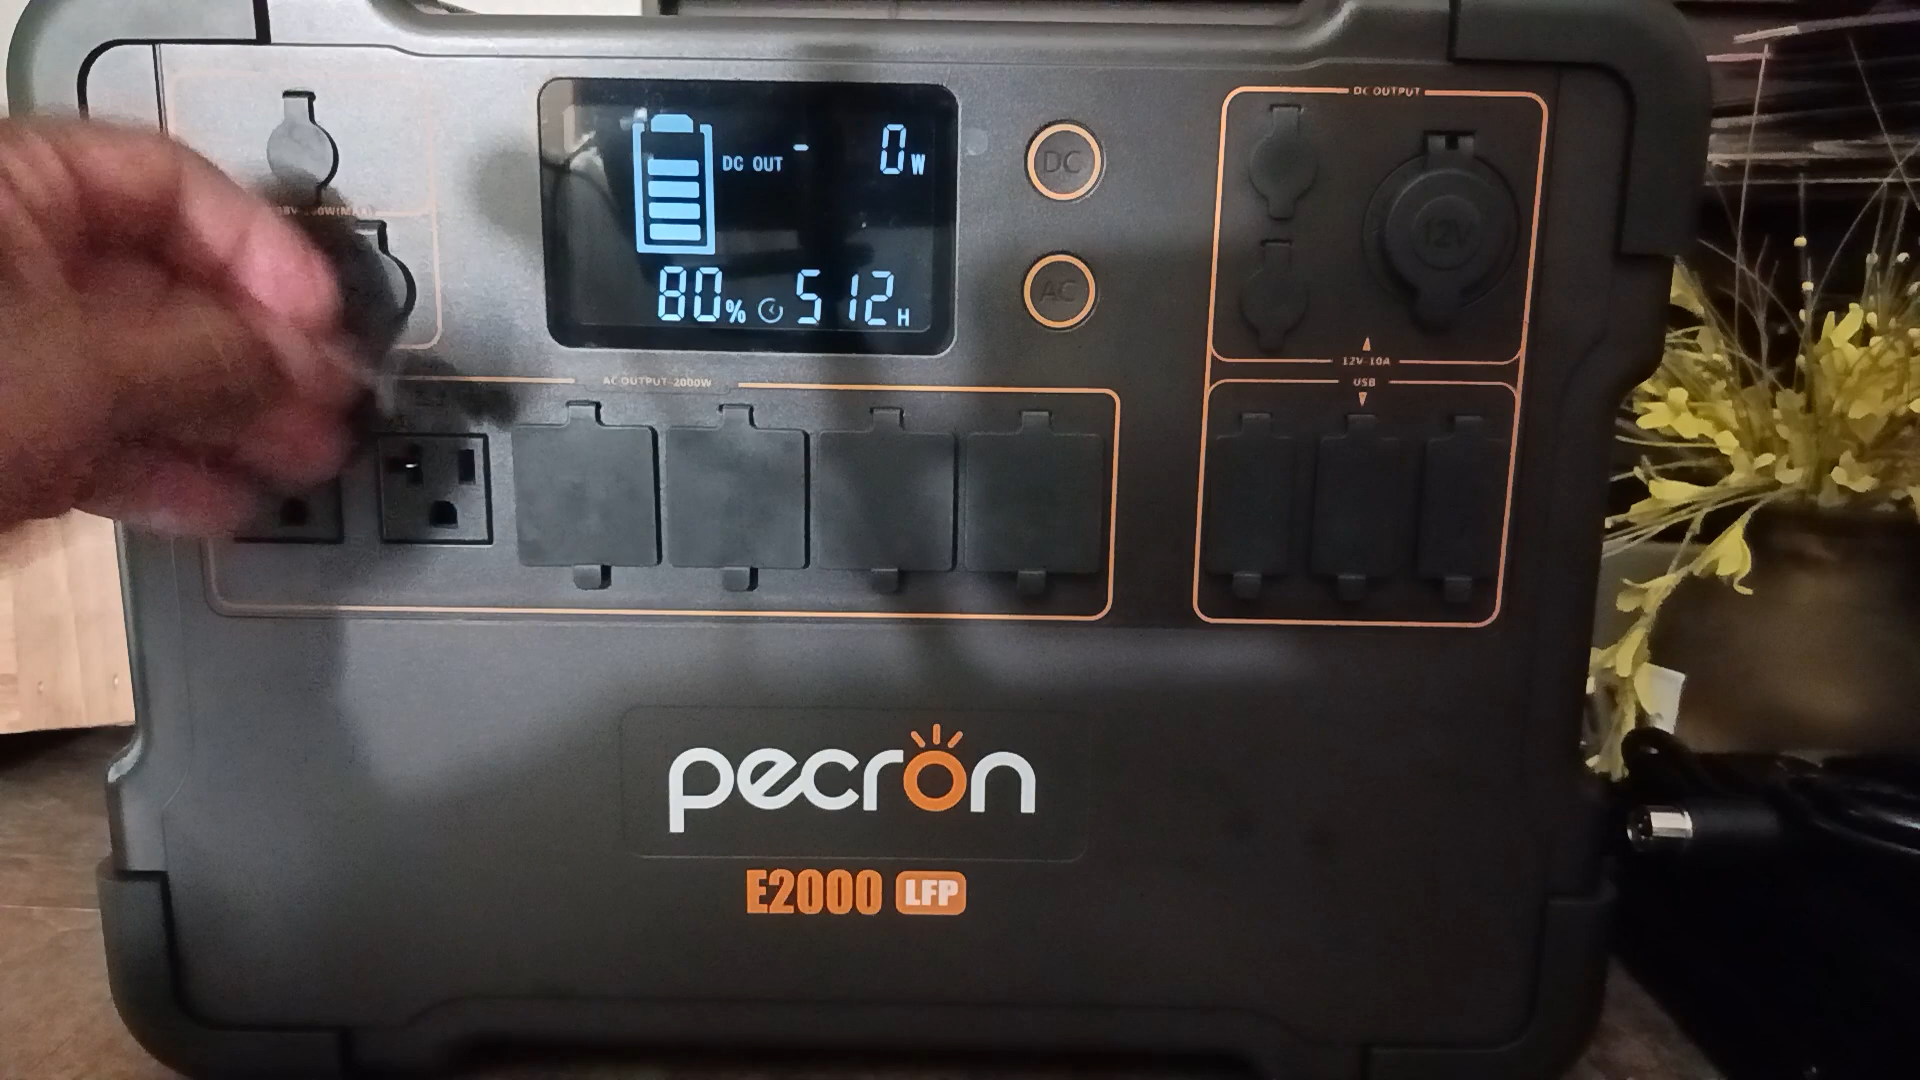 DC OUT - 0W
80% 512H
DC
AC
DC OUTPUT
12V
12V-10A
USB
AC OUTPUT-2000W
pecron
E2000 LFP